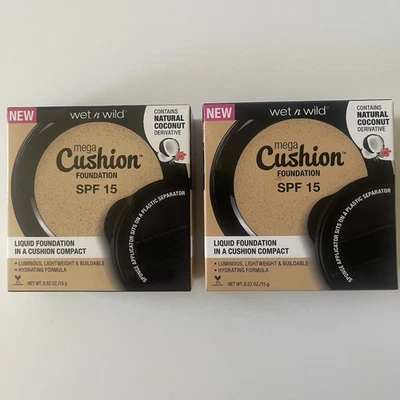 NEW
wet n wild®
CONTAINS
NATURAL
COCONUT
DERIVATIVE
mega
Cushion™
FOUNDATION
SPF 15
SPONGE APPLICATOR SITS ON A PLASTIC SEPARATOR
LIQUID FOUNDATION
IN A CUSHION COMPACT
• LUMINOUS, LIGHTWEIGHT & BUILDABLE
• HYDRATING FORMULA
NET WT. 0.52 OZ/15 g
NEW
wet n wild®
CONTAINS
NATURAL
COCONUT
DERIVATIVE
mega
Cushion™
FOUNDATION
SPF 15
SPONGE APPLICATOR SITS ON A PLASTIC SEPARATOR
LIQUID FOUNDATION
IN A CUSHION COMPACT
• LUMINOUS, LIGHTWEIGHT & BUILDABLE
• HYDRATING FORMULA
NET WT. 0.52 OZ/15 g